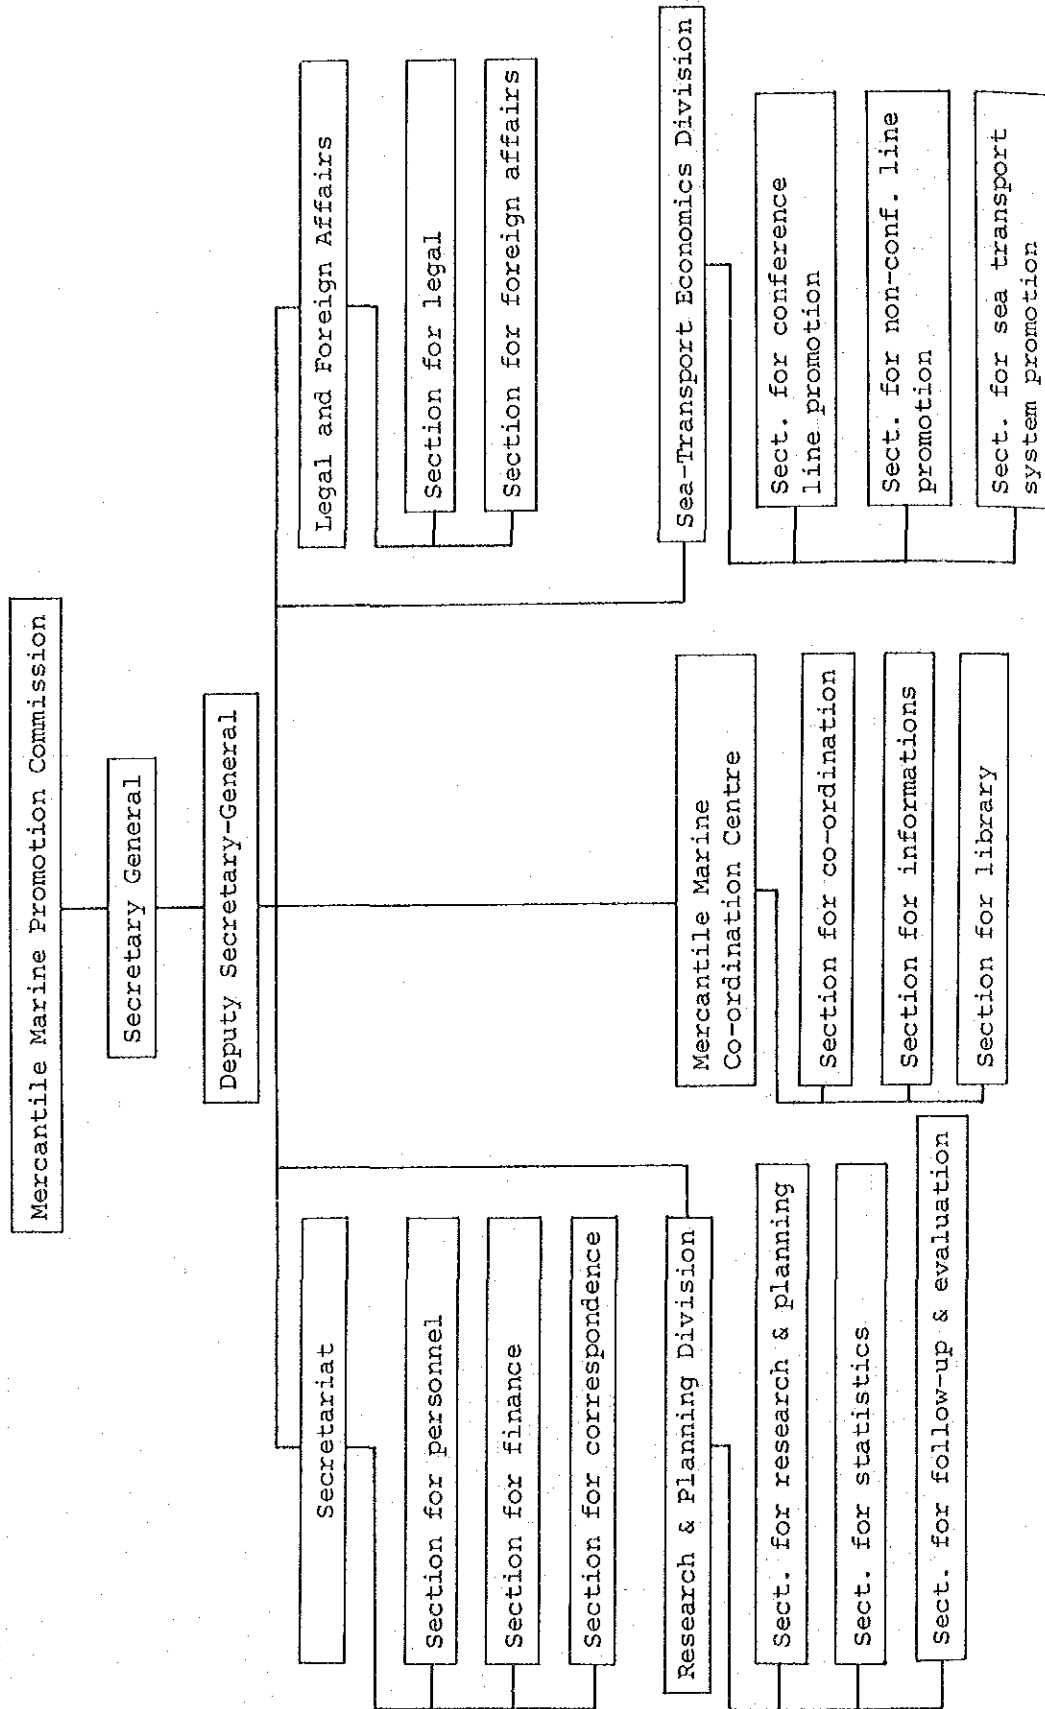 Mercantile Marine Promotion Commission
Secretary General
Deputy Secretary-General
Secretariat
Section for personnel
Section for finance
Section for correspondence
Legal and Foreign Affairs
Section for legal
Section for foreign affairs
Research & Planning Division
Sect. for research & planning
Sect. for statistics
Sect. for follow-up & evaluation
Mercantile Marine
Co-ordination Centre
Section for co-ordination
Section for informations
Section for library
Sea-Transport Economics Division
Sect. for conference
line promotion
Sect. for non-conf. line
promotion
Sect. for sea transport
system promotion